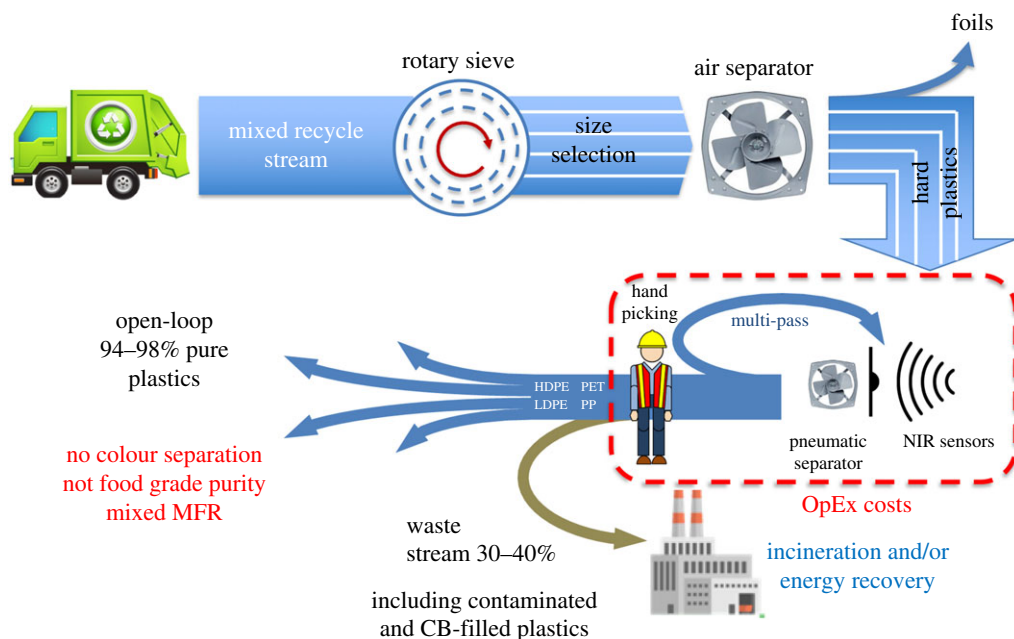 foils
rotary sieve
air separator
mixed recycle
stream
size
selection
hard
plastics
hand
picking
multi-pass
open-loop
94–98% pure
plastics
HDPE PET
LDPE PP
pneumatic
separator
NIR sensors
no colour separation
not food grade purity
mixed MFR
OpEx costs
waste
stream 30–40%
incineration and/or
energy recovery
including contaminated
and CB-filled plastics